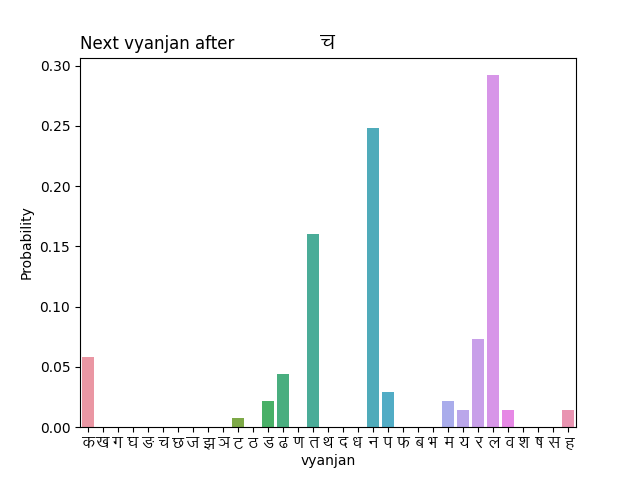 Next vyanjan after च
0.30
0.25
0.20
0.15
0.10
0.05
0.00
Probability
क ख ग घ ङ च छ ज झ ञ ट ठ ड ढ ण त थ द ध न प फ ब भ म य र ल व श ष स ह
vyanjan